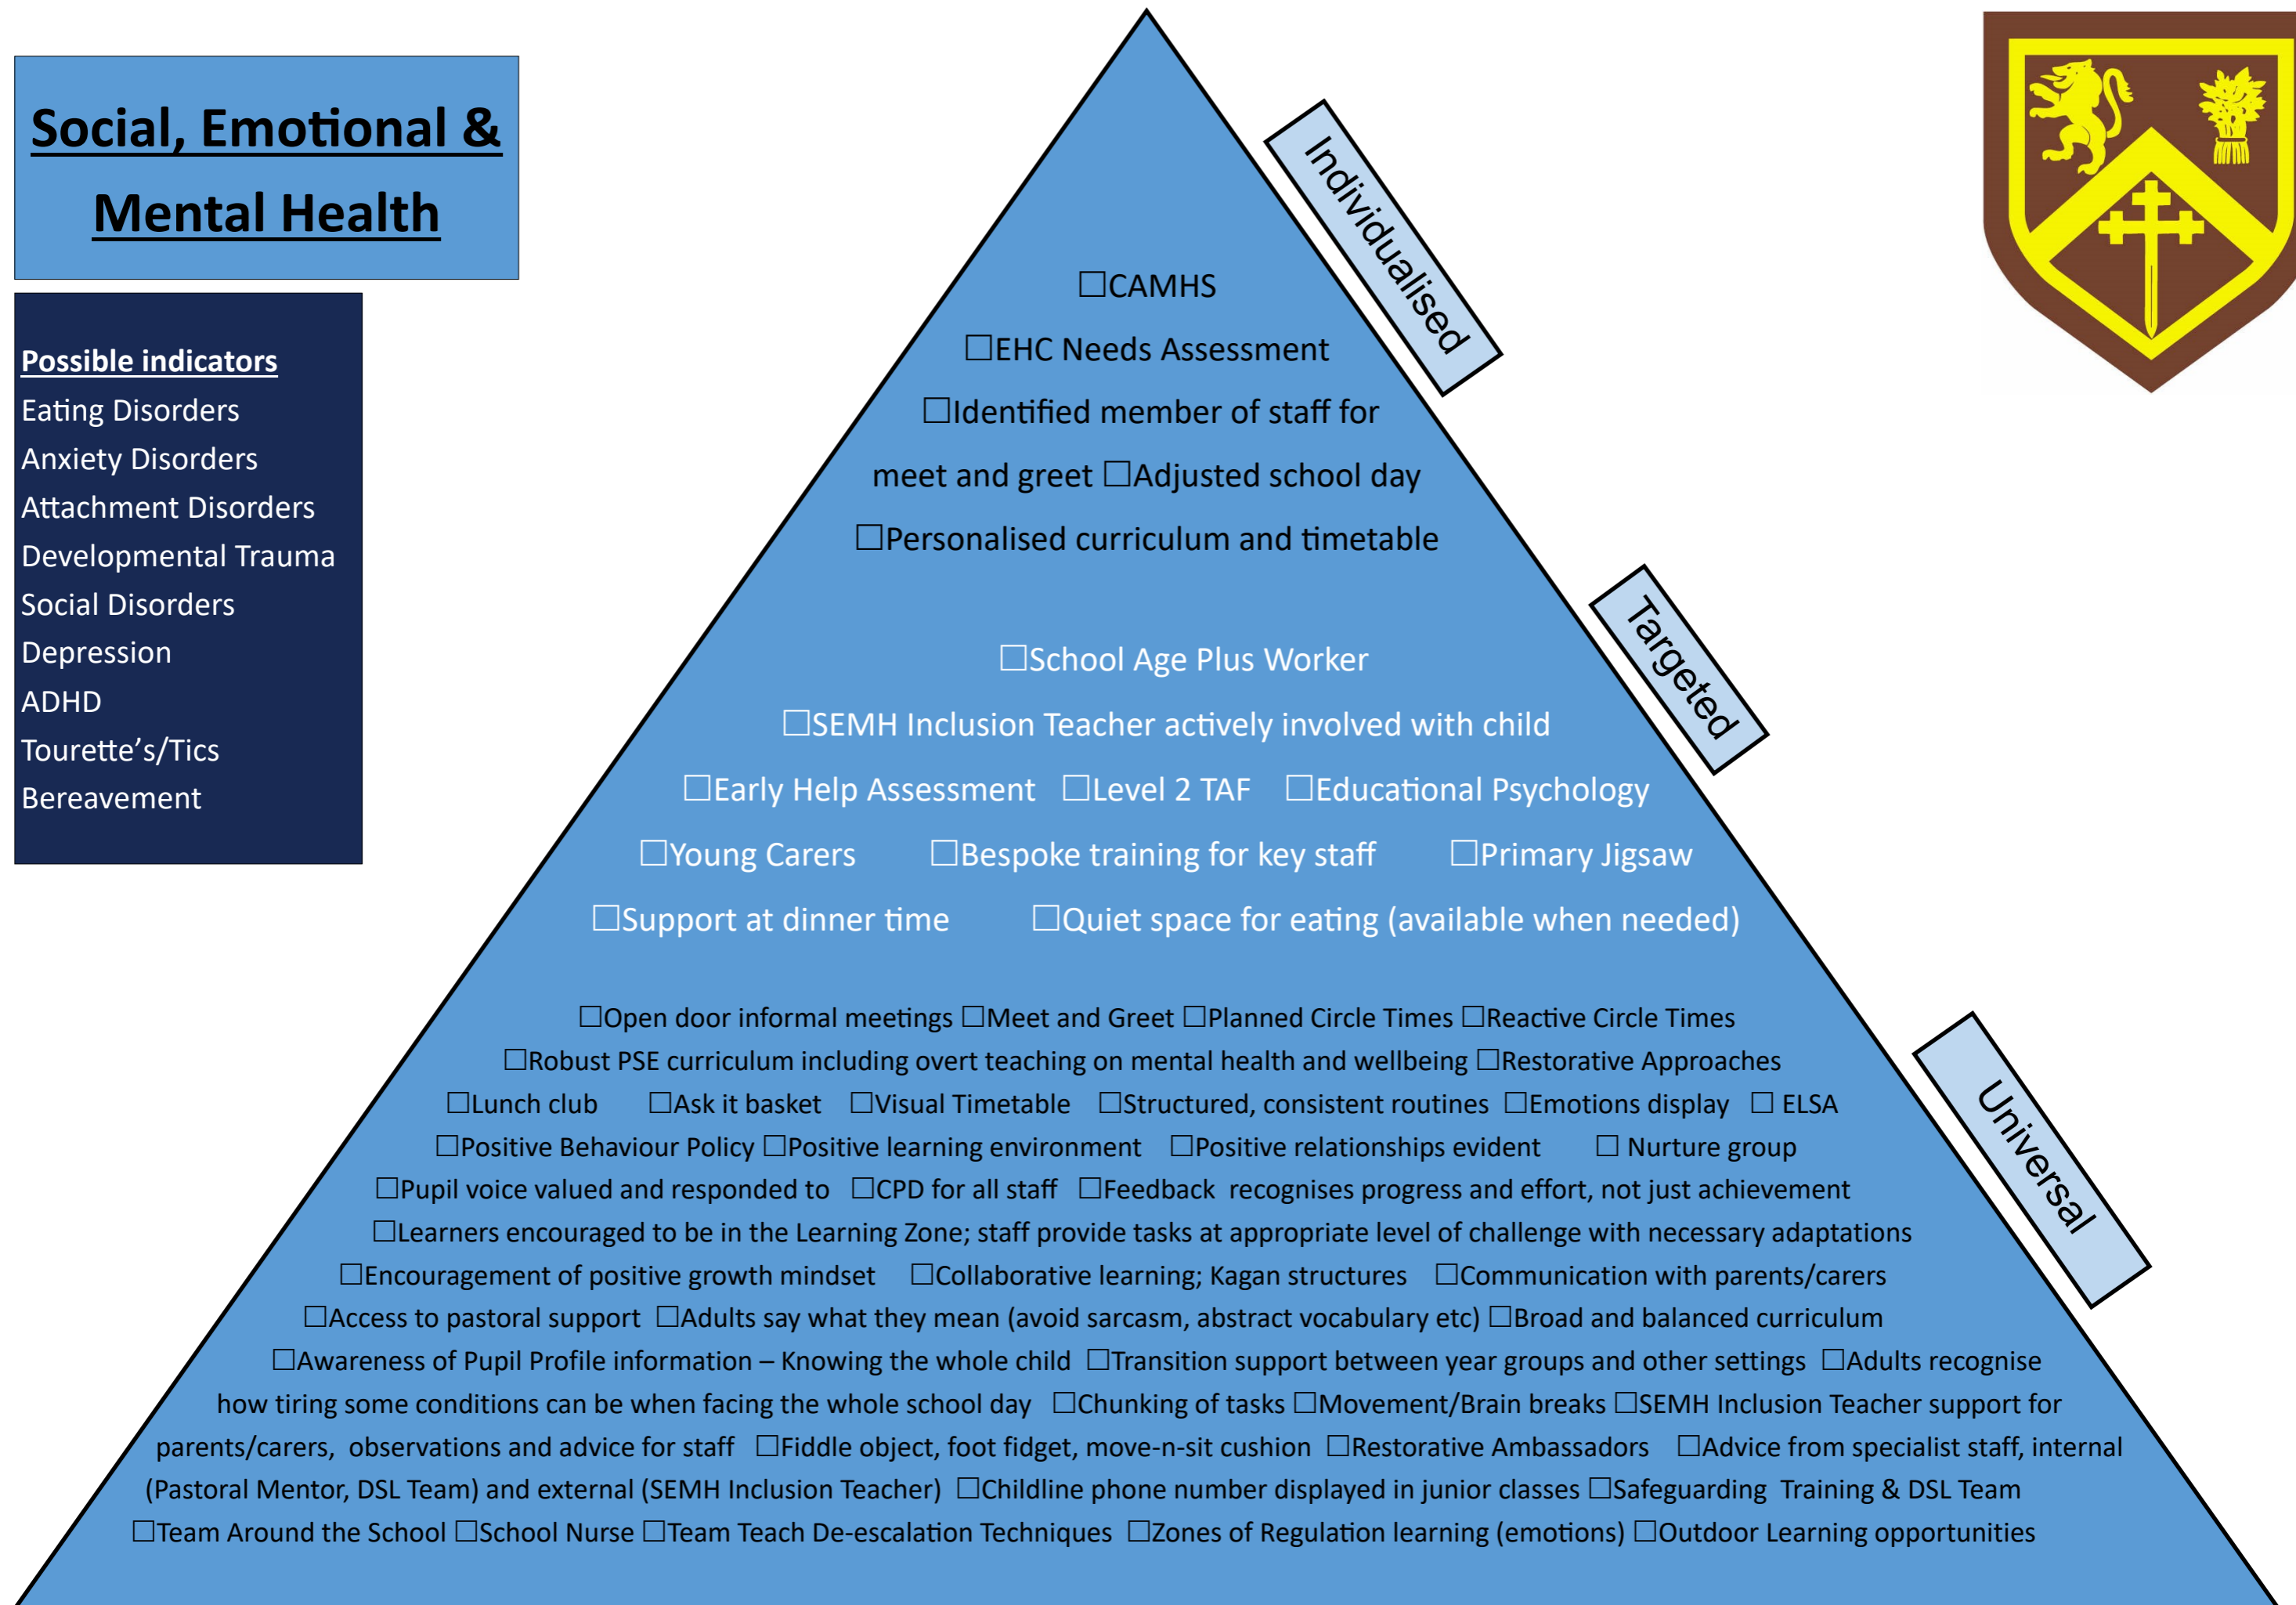 Social, Emotional &
Mental Health
Possible indicators
Eating Disorders
Anxiety Disorders
Attachment Disorders
Developmental Trauma
Social Disorders
Depression
ADHD
Tourette's/Tics
Bereavement
Individualised
☐CAMHS
☐EHC Needs Assessment
☐Identified member of staff for
meet and greet ☐Adjusted school day
☐Personalised curriculum and timetable
Targeted
☐School Age Plus Worker
☐SEMH Inclusion Teacher actively involved with child
☐Early Help Assessment ☐Level 2 TAF ☐Educational Psychology
☐Young Carers ☐Bespoke training for key staff ☐Primary Jigsaw
☐Support at dinner time ☐Quiet space for eating (available when needed)
Universal
☐Open door informal meetings ☐Meet and Greet ☐Planned Circle Times ☐Reactive Circle Times
☐Robust PSE curriculum including overt teaching on mental health and wellbeing ☐Restorative Approaches
☐Lunch club ☐Ask it basket ☐Visual Timetable ☐Structured, consistent routines ☐Emotions display ☐ ELSA
☐Positive Behaviour Policy ☐Positive learning environment ☐Positive relationships evident ☐ Nurture group
☐Pupil voice valued and responded to ☐CPD for all staff ☐Feedback recognises progress and effort, not just achievement
☐Learners encouraged to be in the Learning Zone; staff provide tasks at appropriate level of challenge with necessary adaptations
☐Encouragement of positive growth mindset ☐Collaborative learning; Kagan structures ☐Communication with parents/carers
☐Access to pastoral support ☐Adults say what they mean (avoid sarcasm, abstract vocabulary etc) ☐Broad and balanced curriculum
☐Awareness of Pupil Profile information – Knowing the whole child ☐Transition support between year groups and other settings ☐Adults recognise
how tiring some conditions can be when facing the whole school day ☐Chunking of tasks ☐Movement/Brain breaks ☐SEMH Inclusion Teacher support for
parents/carers, observations and advice for staff ☐Fiddle object, foot fidget, move-n-sit cushion ☐Restorative Ambassadors ☐Advice from specialist staff, internal
(Pastoral Mentor, DSL Team) and external (SEMH Inclusion Teacher) ☐Childline phone number displayed in junior classes ☐Safeguarding Training & DSL Team
☐Team Around the School ☐School Nurse ☐Team Teach De-escalation Techniques ☐Zones of Regulation learning (emotions) ☐Outdoor Learning opportunities